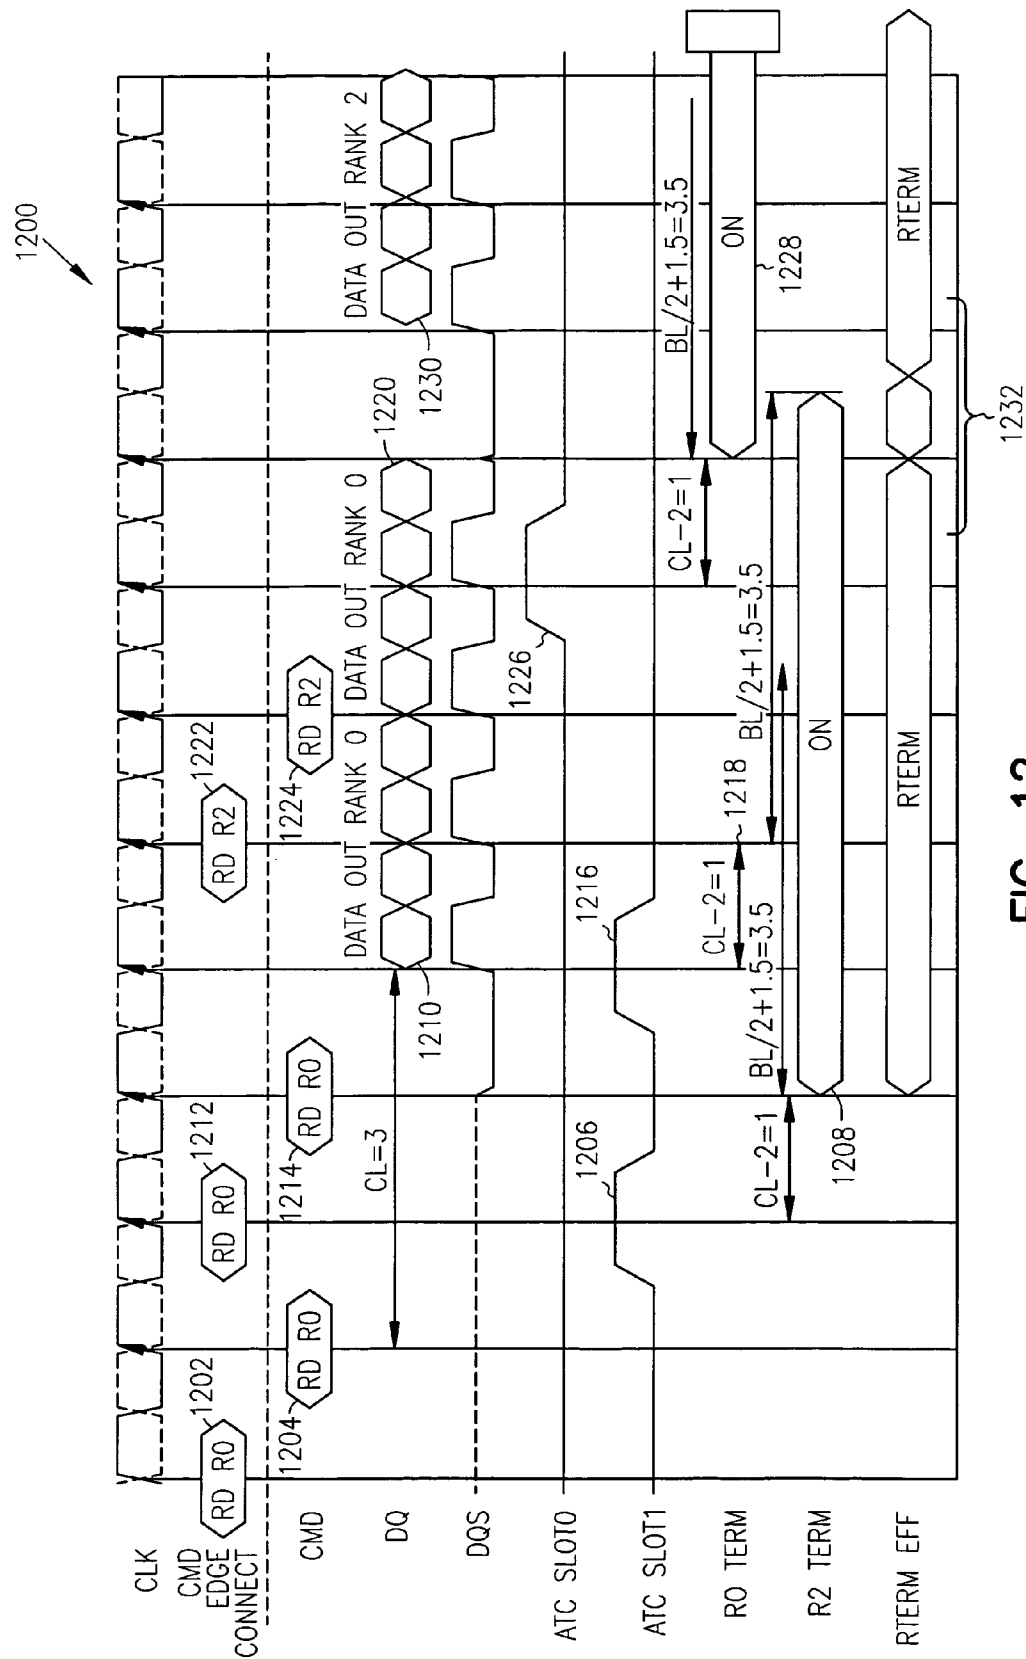 1200
CLK
CMD
EDGE
CONNECT
RD R0
1202
RD R0
1212
RD R2
1222
CMD
RD R0
1204
RD R0
1214
RD R2
1224
DQ
CL=3
DATA OUT RANK 0
DATA OUT RANK 0
DATA OUT RANK 2
1210
1220
1230
DQS
ATC SLOT0
1226
ATC SLOT1
1206
1216
R0 TERM
CL-2=1
1218
CL-2=1
BL/2+1.5=3.5
ON
1228
R2 TERM
CL-2=1
BL/2+1.5=3.5
BL/2+1.5=3.5
ON
1208
RTERM EFF
RTERM
RTERM
1232